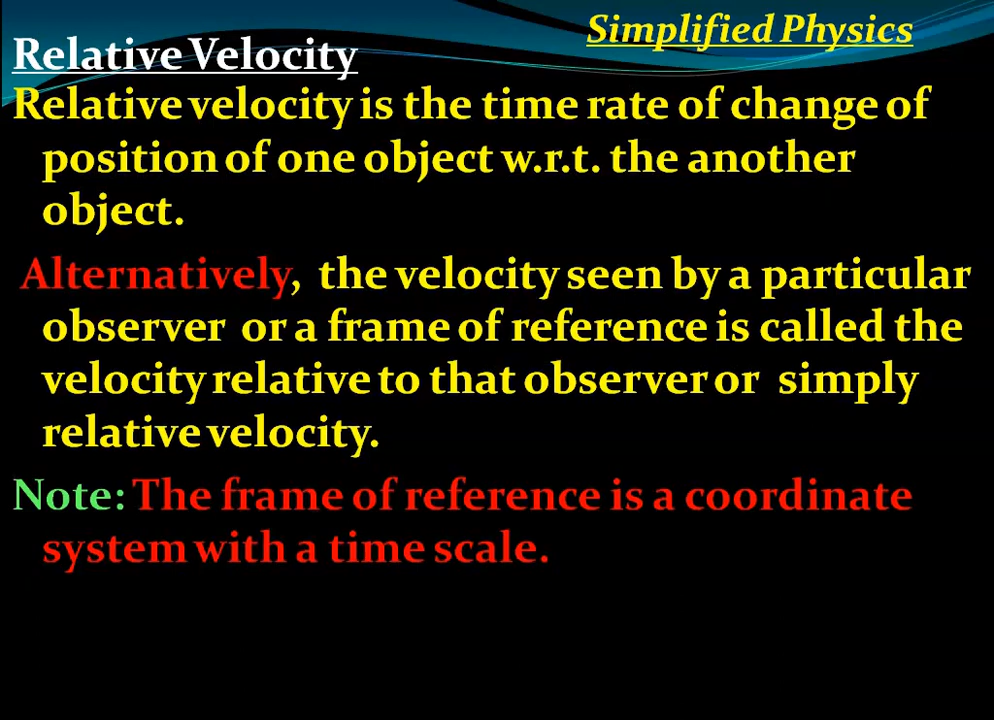 Simplified Physics
Relative Velocity
Relative velocity is the time rate of change of
position of one object w.r.t. the another
object.
Alternatively, the velocity seen by a particular
observer or a frame of reference is called the
velocity relative to that observer or simply
relative velocity.
Note: The frame of reference is a coordinate
system with a time scale.